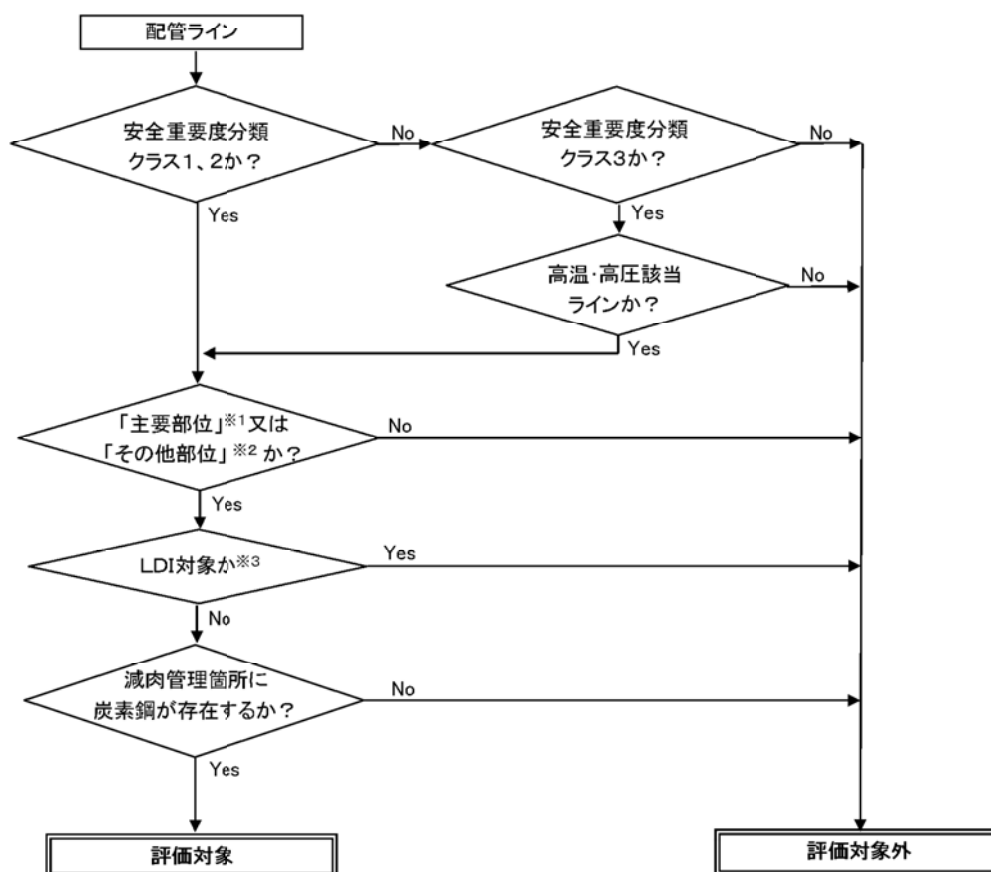 配管ライン
安全重要度分類
クラス1、2か？
No
安全重要度分類
クラス3か？
No
Yes
Yes
高温・高圧該当
ラインか？
No
Yes
「主要部位」※1又は
「その他部位」※2か？
No
Yes
LDI対象か※3
Yes
No
減肉管理箇所に
炭素鋼が存在するか？
No
Yes
評価対象
評価対象外